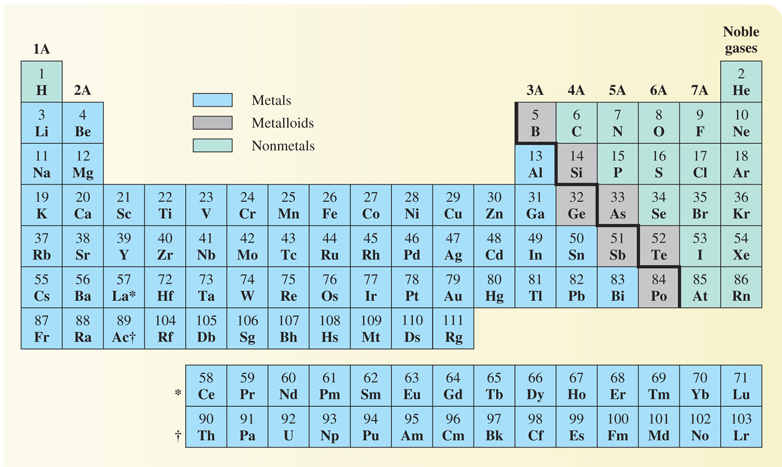 Noble
gases
1A
1
H
2A
3A 4A 5A 6A 7A
2
He
Metals
Metalloids
Nonmetals
3 4 5 6 7 8 9 10
Li Be B C N O F Ne
11 12 13 14 15 16 17 18
Na Mg Al Si P S Cl Ar
19 20 21 22 23 24 25 26 27 28 29 30 31 32 33 34 35 36
K Ca Sc Ti V Cr Mn Fe Co Ni Cu Zn Ga Ge As Se Br Kr
37 38 39 40 41 42 43 44 45 46 47 48 49 50 51 52 53 54
Rb Sr Y Zr Nb Mo Tc Ru Rh Pd Ag Cd In Sn Sb Te I Xe
55 56 57 72 73 74 75 76 77 78 79 80 81 82 83 84 85 86
Cs Ba La* Hf Ta W Re Os Ir Pt Au Hg Tl Pb Bi Po At Rn
87 88 89 104 105 106 107 108 109 110 111
Fr Ra Ac† Rf Db Sg Bh Hs Mt Ds Rg
58 59 60 61 62 63 64 65 66 67 68 69 70 71
* Ce Pr Nd Pm Sm Eu Gd Tb Dy Ho Er Tm Yb Lu
90 91 92 93 94 95 96 97 98 99 100 101 102 103
† Th Pa U Np Pu Am Cm Bk Cf Es Fm Md No Lr